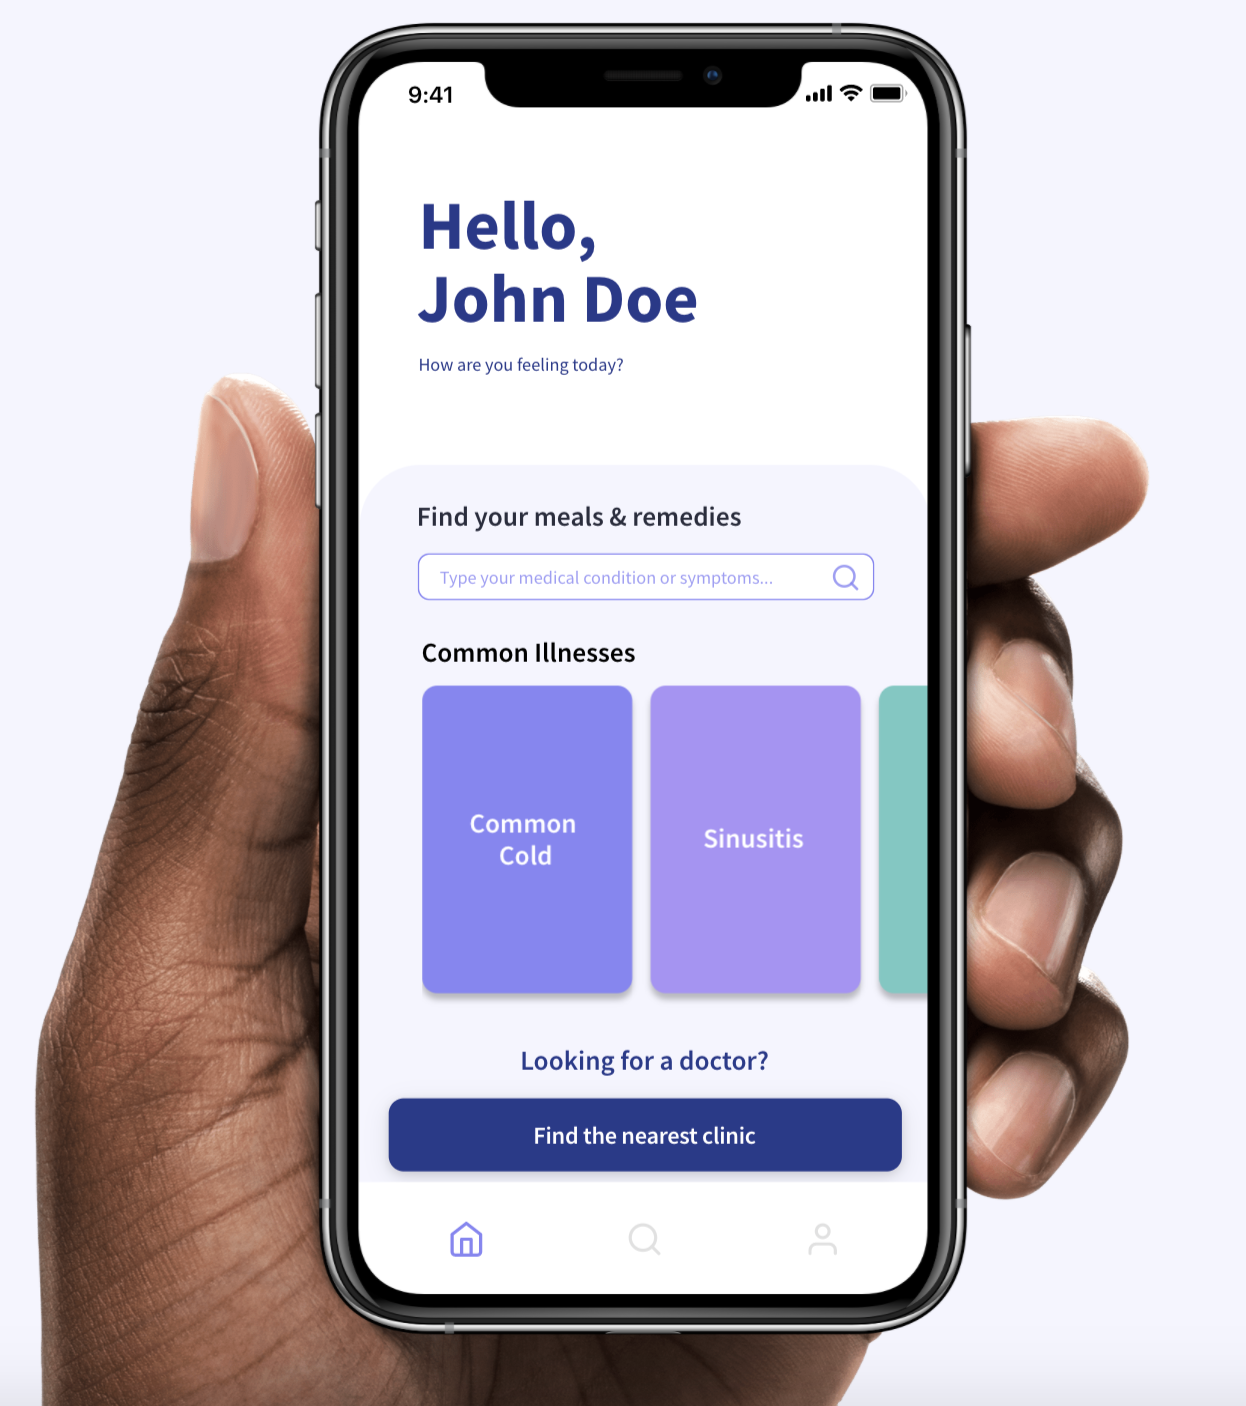 9:41
Hello,
John Doe
How are you feeling today?
Find your meals & remedies
Type your medical condition or symptoms...
Common Illnesses
Common
Cold
Sinusitis
Looking for a doctor?
Find the nearest clinic